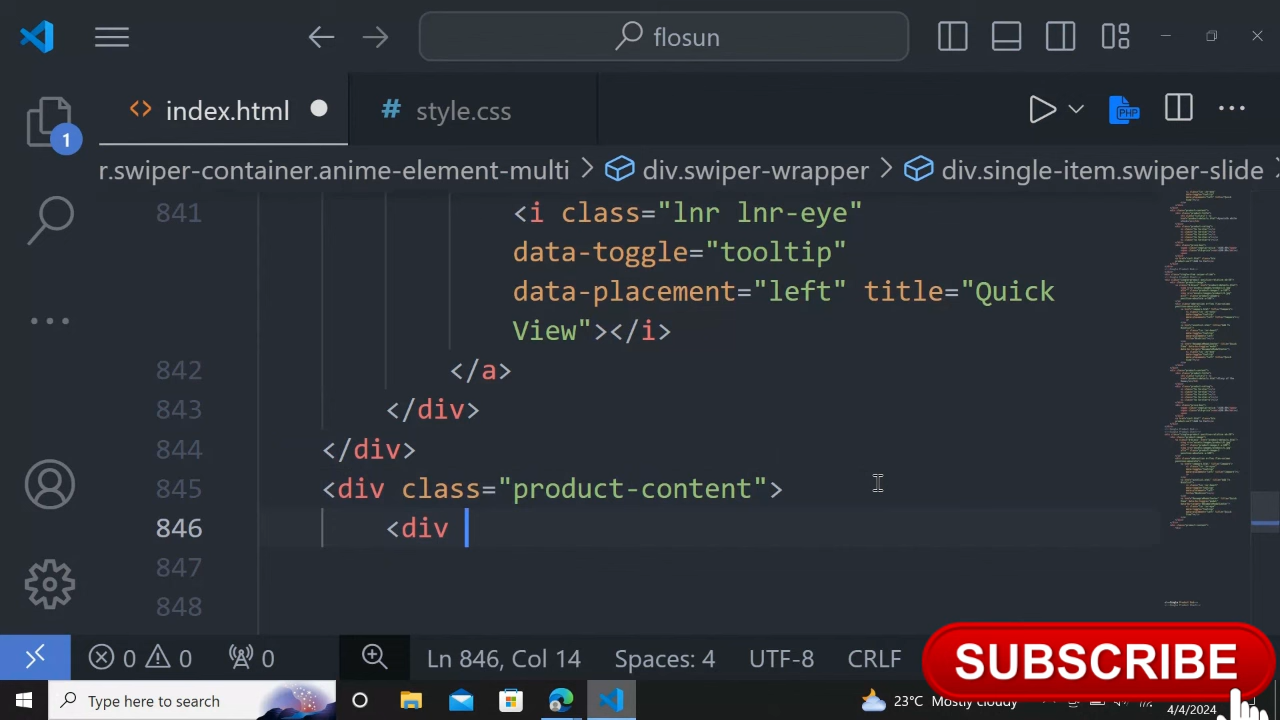 flosun
index.html
# style.css
r.swiper-container.anime-element-multi > div.swiper-wrapper > div.single-item.swiper-slide
841
<i class="lnr lnr-eye"
data-toggle="tooltip"
data-placement="left" title="Quick
View"></i>
842 </a>
843 </div>
844 </div>
845 <div class="product-content">
846 <div
847
848
1
PHP
0 0 0
Ln 846, Col 14
Spaces: 4
UTF-8
CRLF
SUBSCRIBE
Type here to search
23°C Mostly cloudy
4/4/2024